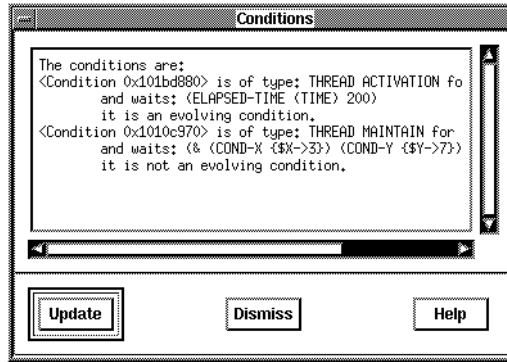 Conditions
The conditions are:
<Condition 0x101bd880> is of type: THREAD ACTIVATION fo
and waits: (ELAPSED-TIME (TIME) 200)
it is an evolving condition.
<Condition 0x1010c970> is of type: THREAD MAINTAIN for
and waits: (& (COND-X {$X->3}) (COND-Y {$Y->7})
it is not an evolving condition.
Update Dismiss Help